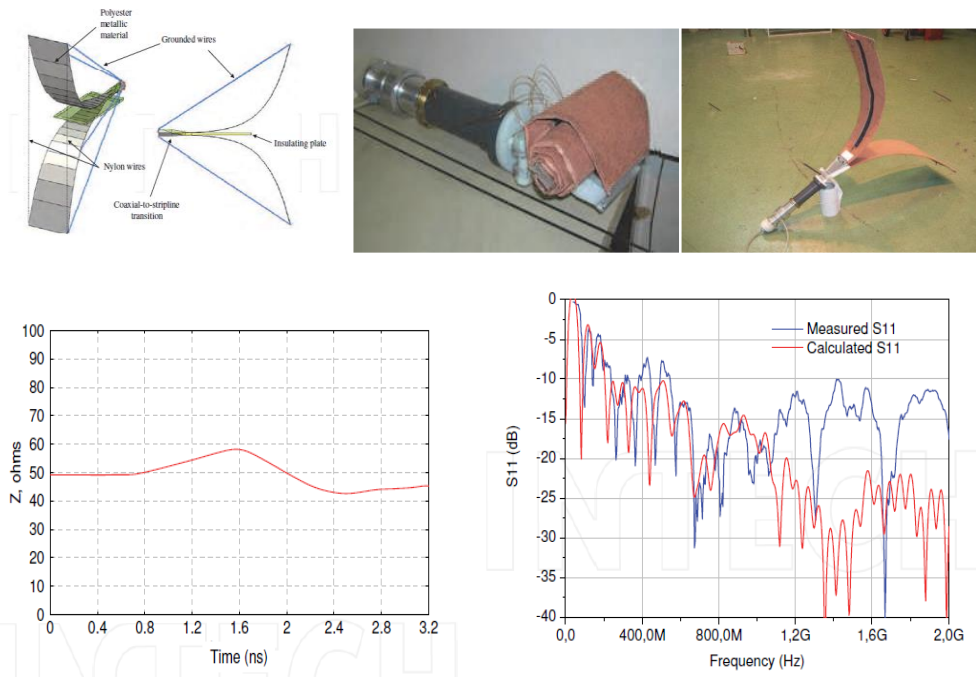 Polyester
metallic
material
Grounded wires
Insulating plate
Nylon wires
Coaxial-to-stripline
transition
100
90
80
70
60
50
40
30
20
10
0
Z, ohms
0 0.4 0.8 1.2 1.6 2 2.4 2.8 3.2
Time (ns)
0
-5
-10
-15
-20
-25
-30
-35
-40
S11 (dB)
Measured S11
Calculated S11
0,0 400,0M 800,0M 1,2G 1,6G 2,0G
Frequency (Hz)
INTECH
INTECH